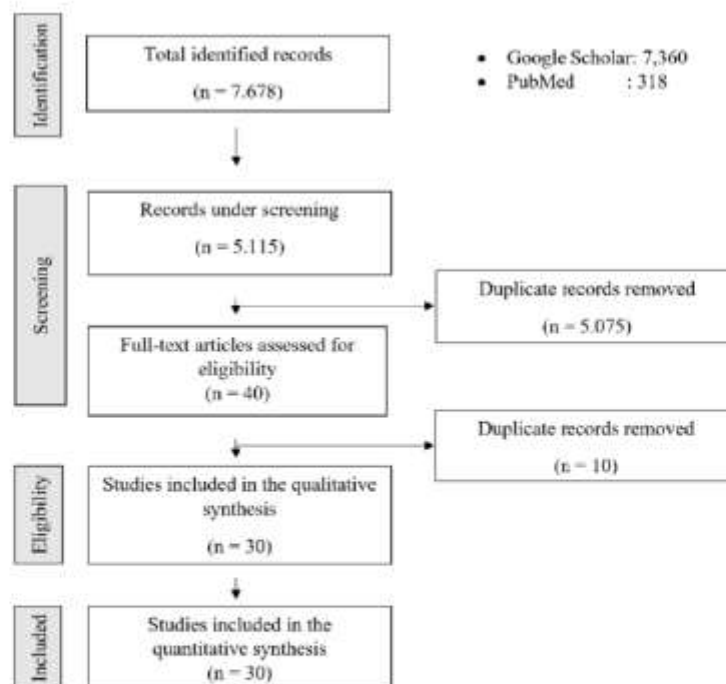 Identification
Total identified records
(n = 7.678)
• Google Scholar: 7,360
• PubMed : 318
Screening
Records under screening
(n = 5.115)
Duplicate records removed
(n = 5.075)
Full-text articles assessed for
eligibility
(n = 40)
Duplicate records removed
(n = 10)
Eligibility
Studies included in the qualitative
synthesis
(n = 30)
Included
Studies included in the
quantitative synthesis
(n = 30)